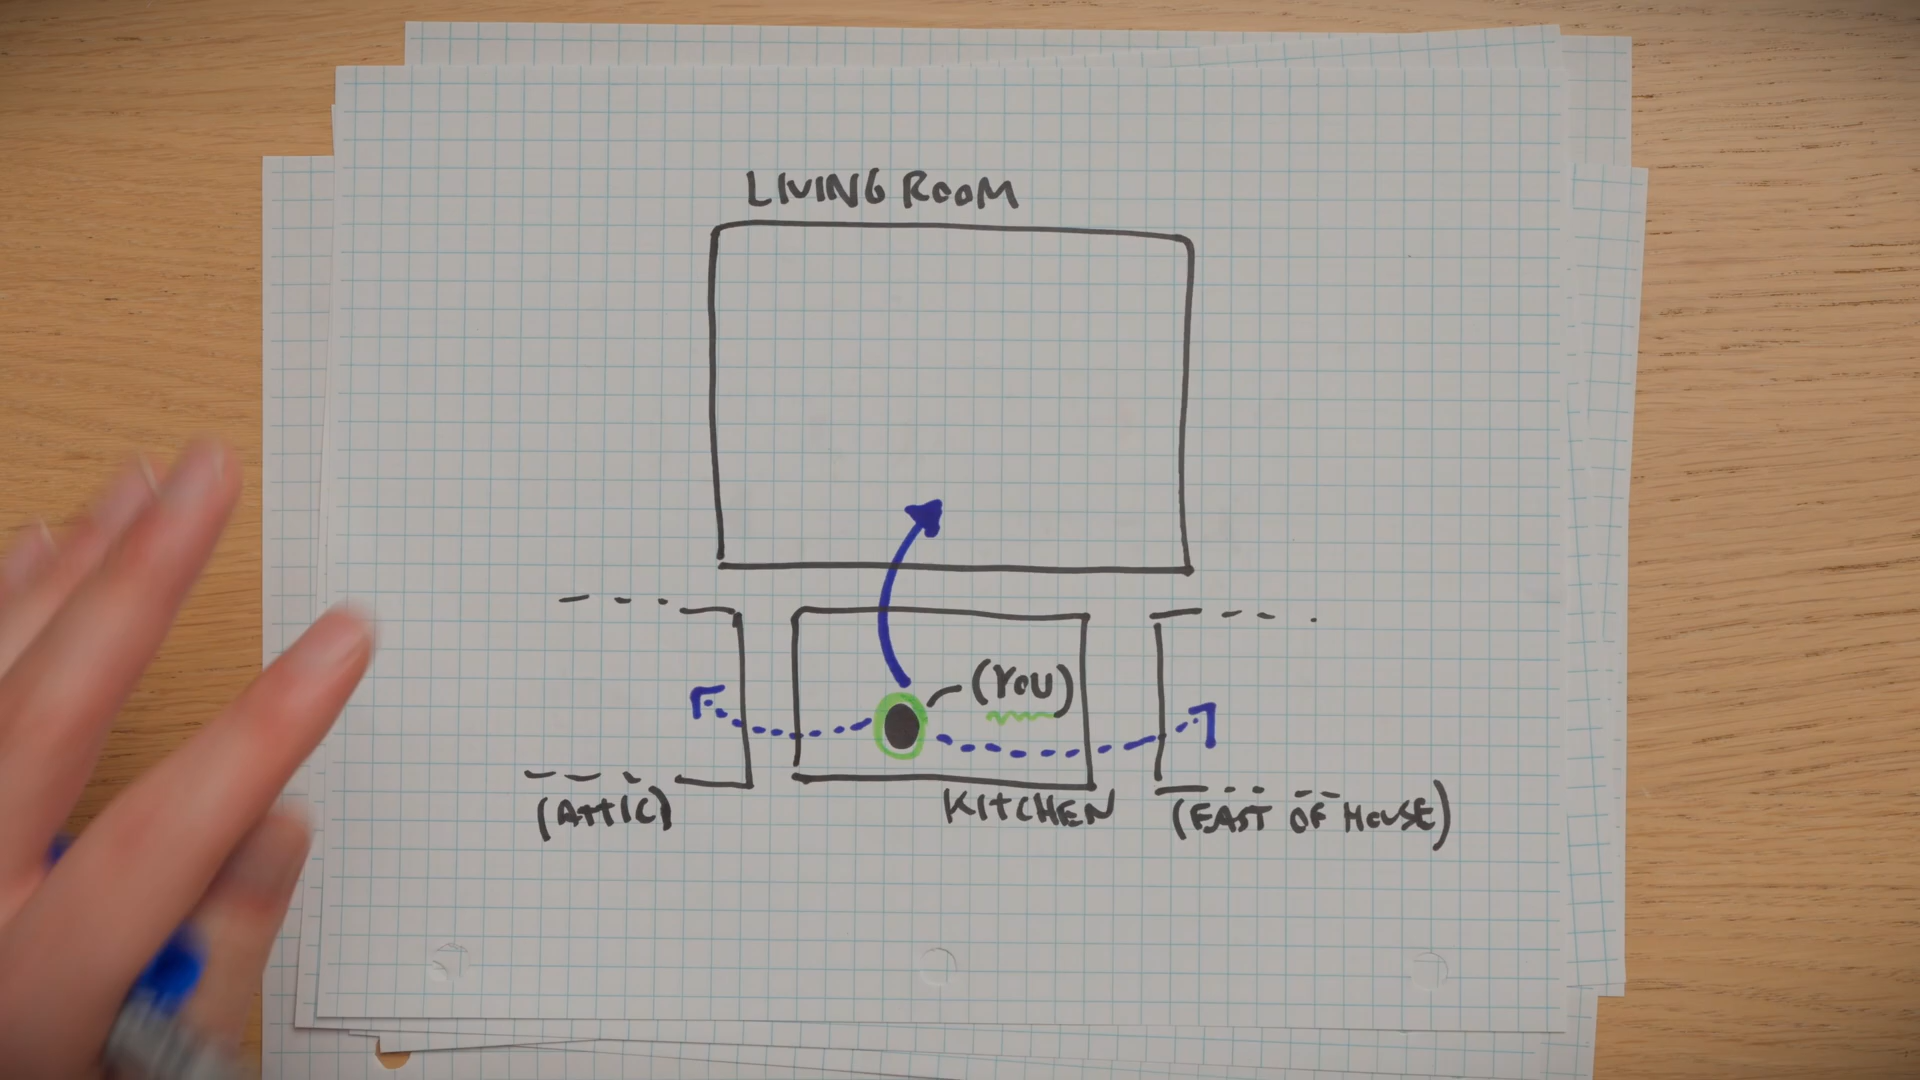 LIVING ROOM
(YOU)
(ATTIC)
KITCHEN
(EAST OF HOUSE)